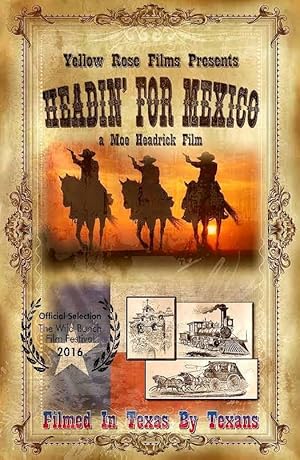 Yellow Rose Films Presents
HEADIN' FOR MEXICO
a Moe Headrick Film
Official Selection
The Wild Bunch
Film Festival
2016
Filmed In Texas By Texans